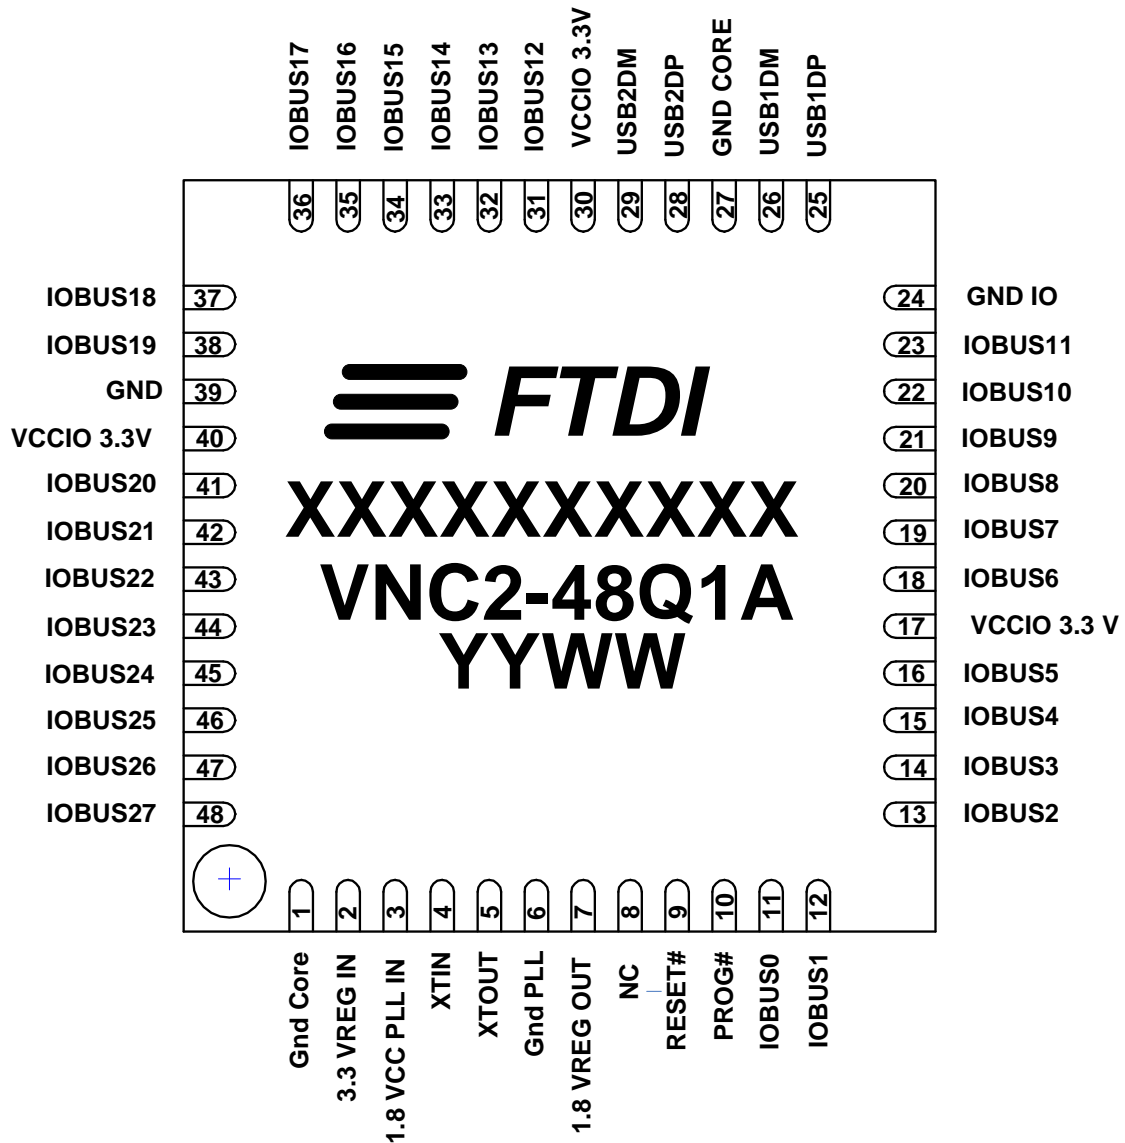 IOBUS17
IOBUS16
IOBUS15
IOBUS14
IOBUS13
IOBUS12
VCCIO 3.3V
USB2DM
USB2DP
GND CORE
USB1DM
USB1DP
36
35
34
33
32
31
30
29
28
27
26
25
IOBUS18 37
IOBUS19 38
GND 39
VCCIO 3.3V 40
IOBUS20 41
IOBUS21 42
IOBUS22 43
IOBUS23 44
IOBUS24 45
IOBUS25 46
IOBUS26 47
IOBUS27 48
FTDI
XXXXXXXXXX
VNC2-48Q1A
YYWW
24 GND IO
23 IOBUS11
22 IOBUS10
21 IOBUS9
20 IOBUS8
19 IOBUS7
18 IOBUS6
17 VCCIO 3.3 V
16 IOBUS5
15 IOBUS4
14 IOBUS3
13 IOBUS2
1
2
3
4
5
6
7
8
9
10
11
12
Gnd Core
3.3 VREG IN
1.8 VCC PLL IN
XTIN
XTOUT
Gnd PLL
1.8 VREG OUT
NC
RESET#
PROG#
IOBUS0
IOBUS1